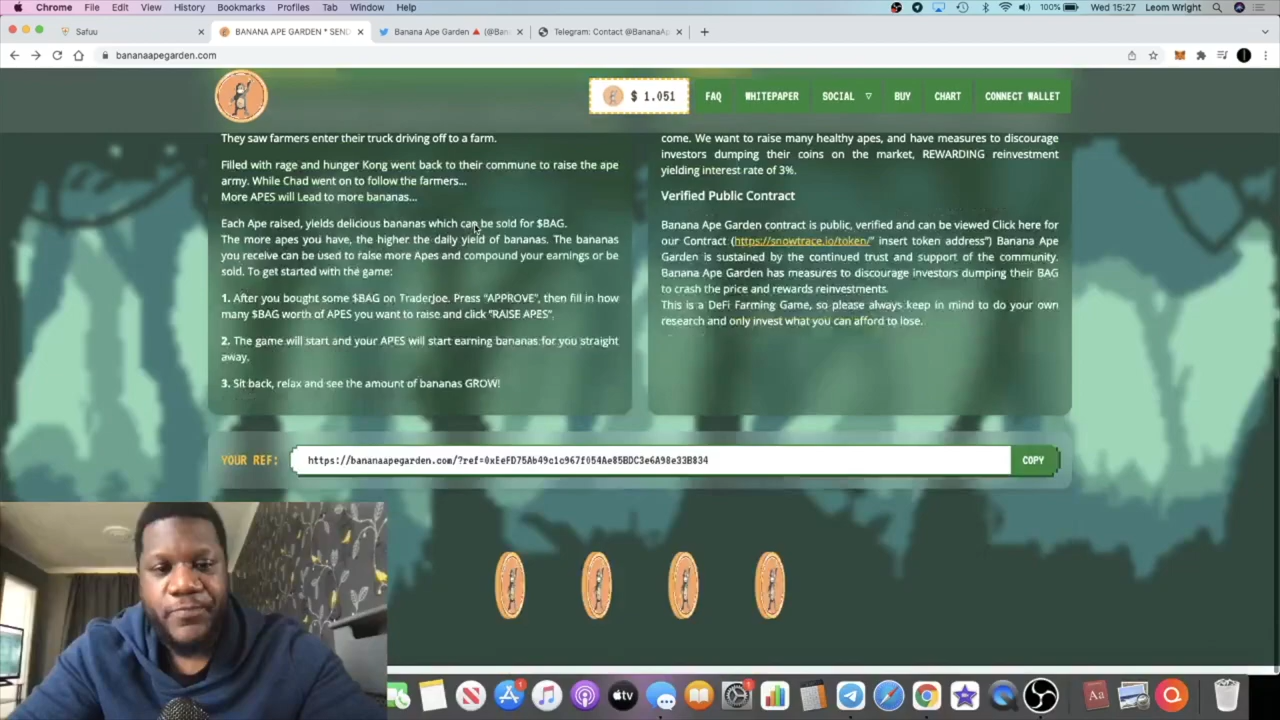 Chrome File Edit View History Bookmarks Profiles Tab Window Help
100% Wed 15:27 Leom Wright
Safuu
BANANA APE GARDEN * SEND
Banana Ape Garden 🔺 (@Ban
Telegram: Contact @BananaAp
bananaapegarden.com
$ 1.051
FAQ
WHITEPAPER
SOCIAL ▽
BUY
CHART
CONNECT WALLET
They saw farmers enter their truck driving off to a farm.
Filled with rage and hunger Kong went back to their commune to raise the ape
army. While Chad went on to follow the farmers...
More APES will Lead to more bananas...
Each Ape raised, yields delicious bananas which can be sold for $BAG.
The more apes you have, the higher the daily yield of bananas. The bananas
you receive can be used to raise more Apes and compound your earnings or be
sold. To get started with the game:
1. After you bought some $BAG on TraderJoe. Press "APPROVE", then fill in how
many $BAG worth of APES you want to raise and click "RAISE APES".
2. The game will start and your APES will start earning bananas for you straight
away.
3. Sit back, relax and see the amount of bananas GROW!
come. We want to raise many healthy apes, and have measures to discourage
investors dumping their coins on the market, REWARDING reinvestment
yielding interest rate of 3%.
Verified Public Contract
Banana Ape Garden contract is public, verified and can be viewed Click here for
our Contract (https://snowtrace.io/token/" insert token address") Banana Ape
Garden is sustained by the continued trust and support of the community.
Banana Ape Garden has measures to discourage investors dumping their BAG
to crash the price and rewards reinvestments.
This is a DeFi Farming Game, so please always keep in mind to do your own
research and only invest what you can afford to lose.
YOUR REF:
https://bananaapegarden.com/?ref=0xEeFD75Ab49c1c967f054Ae85BDC3e6A98e33B834
COPY
tv
Aa